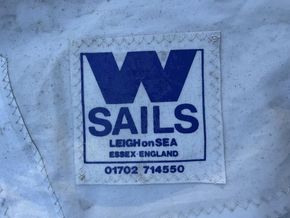 W
SAILS
LEIGH on SEA
ESSEX·ENGLAND
01702 714550